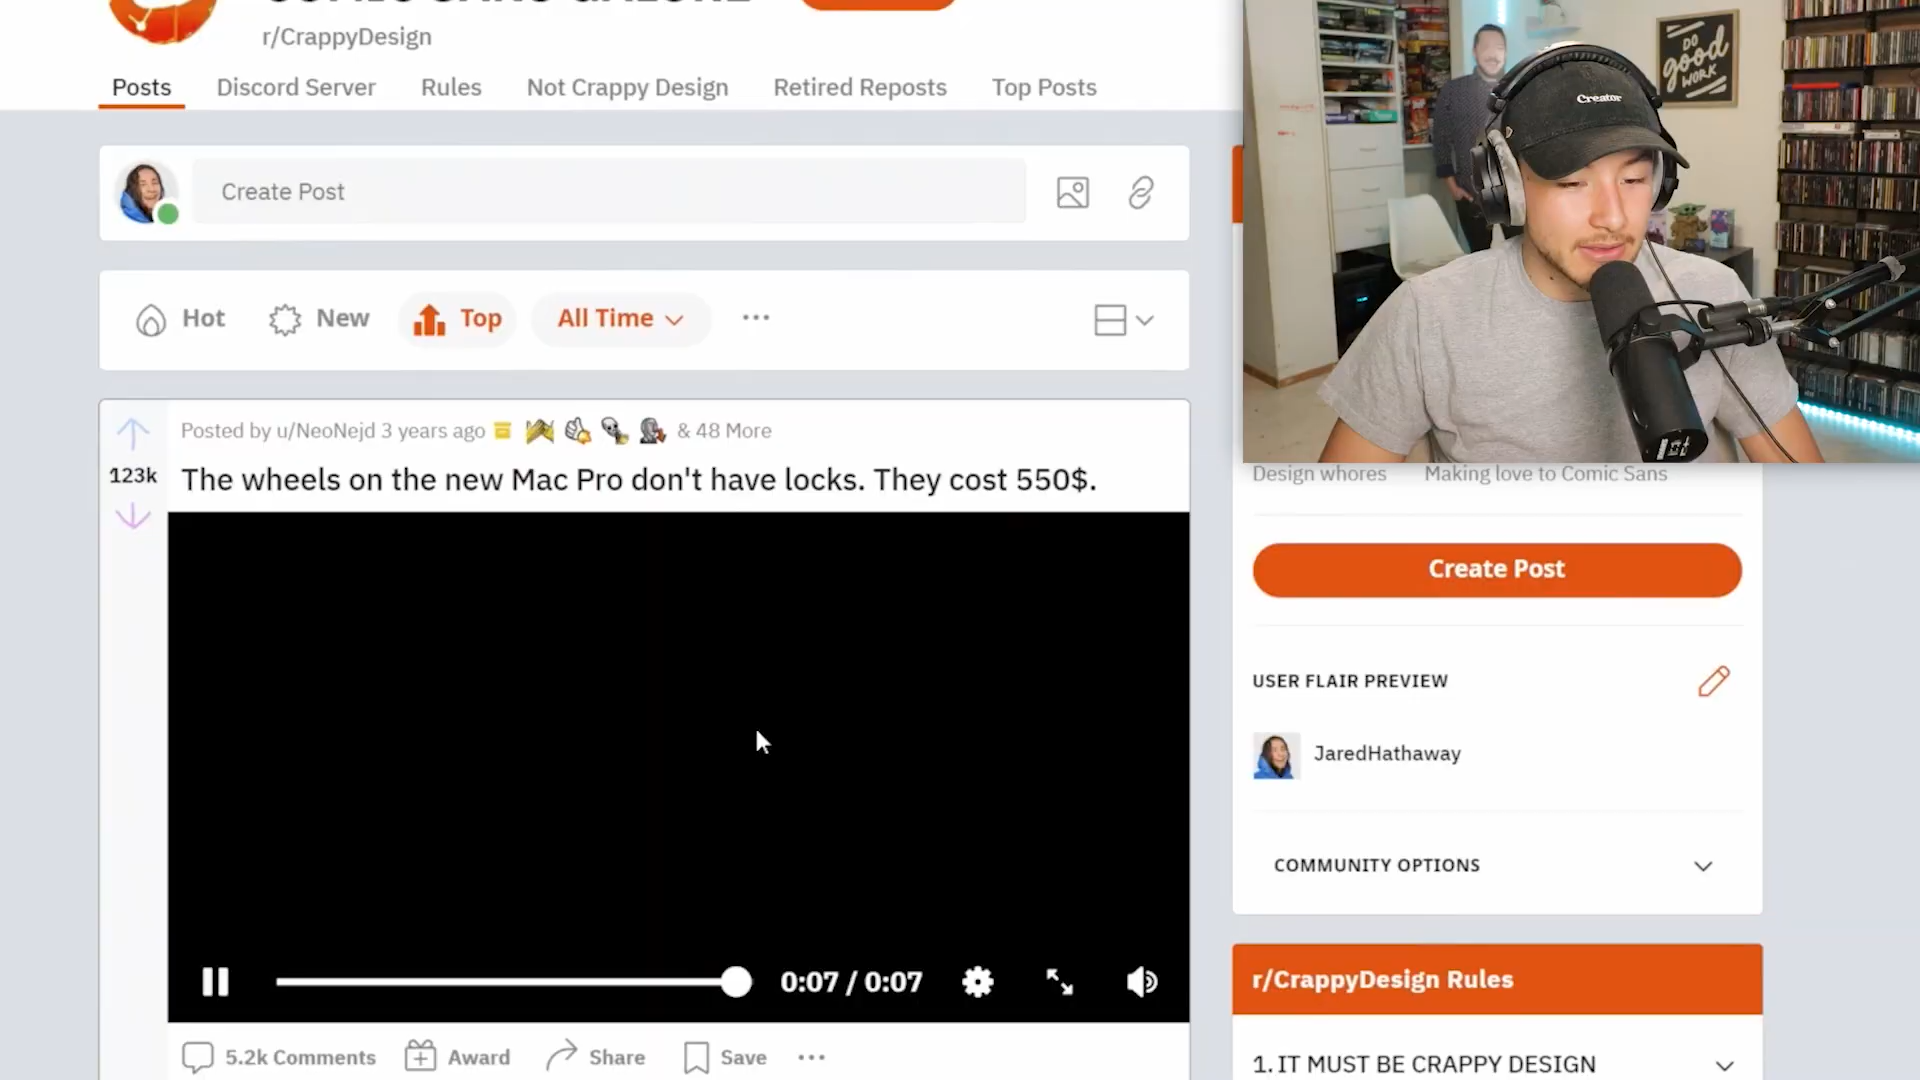 r/CrappyDesign
Posts Discord Server Rules Not Crappy Design Retired Reposts Top Posts
Create Post
Hot New Top All Time
Posted by u/NeoNejd 3 years ago & 48 More
123k
The wheels on the new Mac Pro don't have locks. They cost 550$.
0:07 / 0:07
5.2k Comments Award Share Save
DO
good
WORK
Creator
Design whores Making love to Comic Sans
Create Post
USER FLAIR PREVIEW
JaredHathaway
COMMUNITY OPTIONS
r/CrappyDesign Rules
1. IT MUST BE CRAPPY DESIGN